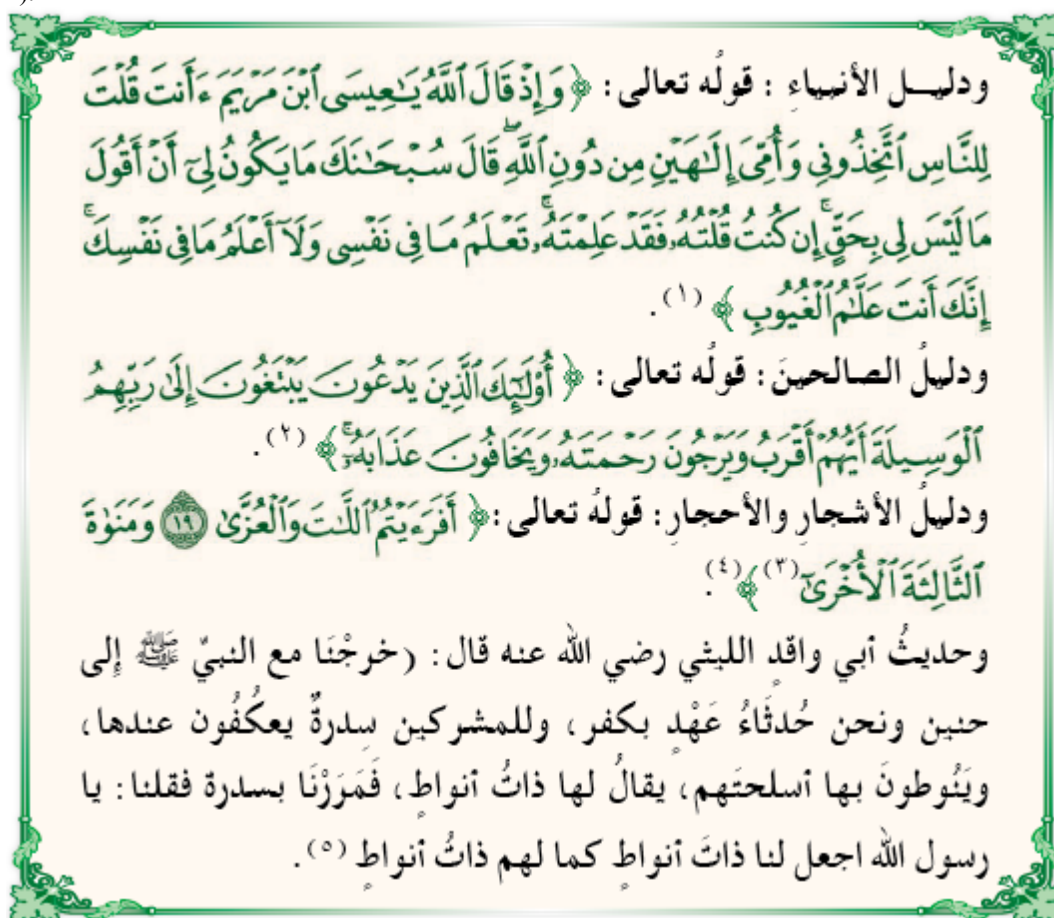 ودليل الأنبياء : قولُه تعالى: ﴿ وَإِذْ قَالَ ٱللَّهُ يَٰعِيسَى ٱبْنَ مَرْيَمَ ءَأَنتَ قُلْتَ
لِلنَّاسِ ٱتَّخِذُونِى وَأُمِّىَ إِلَٰهَيْنِ مِن دُونِ ٱللَّهِ ۖ قَالَ سُبْحَٰنَكَ مَا يَكُونُ لِىٓ أَنْ أَقُولَ
مَا لَيْسَ لِى بِحَقٍّ ۚ إِن كُنتُ قُلْتُهُۥ فَقَدْ عَلِمْتَهُۥ ۚ تَعْلَمُ مَا فِى نَفْسِى وَلَآ أَعْلَمُ مَا فِى نَفْسِكَ ۚ
إِنَّكَ أَنتَ عَلَّٰمُ ٱلْغُيُوبِ ﴾ (١).
ودليلُ الصالحينَ: قولُه تعالى: ﴿ أُو۟لَٰٓئِكَ ٱلَّذِينَ يَدْعُونَ يَبْتَغُونَ إِلَىٰ رَبِّهِمُ
ٱلْوَسِيلَةَ أَيُّهُمْ أَقْرَبُ وَيَرْجُونَ رَحْمَتَهُۥ وَيَخَافُونَ عَذَابَهُۥٓ ۚ ﴾ (٢).
ودليلُ الأشجارِ والأحجارِ: قولهُ تعالى: ﴿ أَفَرَءَيْتُمُ ٱللَّٰتَ وَٱلْعُزَّىٰ ١٩ وَمَنَوٰةَ
ٱلثَّالِثَةَ ٱلْأُخْرَىٰٓ (٣) ﴾ (٤).
وحديثُ أبي واقدٍ الليثي رضي الله عنه قال: (خرجْنَا مع النبيّ ﷺ إِلى
حنين ونحن حُدثَاءُ عَهْدٍ بكفر، وللمشركين سِدرةٌ يعكُفُون عندها،
ويَنُوطونَ بها أسلحتَهم، يقالُ لها ذاتُ أنواطٍ، فَمَرَرْنَا بسدرة فقلنا: يا
رسول الله اجعل لنا ذاتَ أنواطٍ كما لهم ذاتُ أنواطٍ (٥).